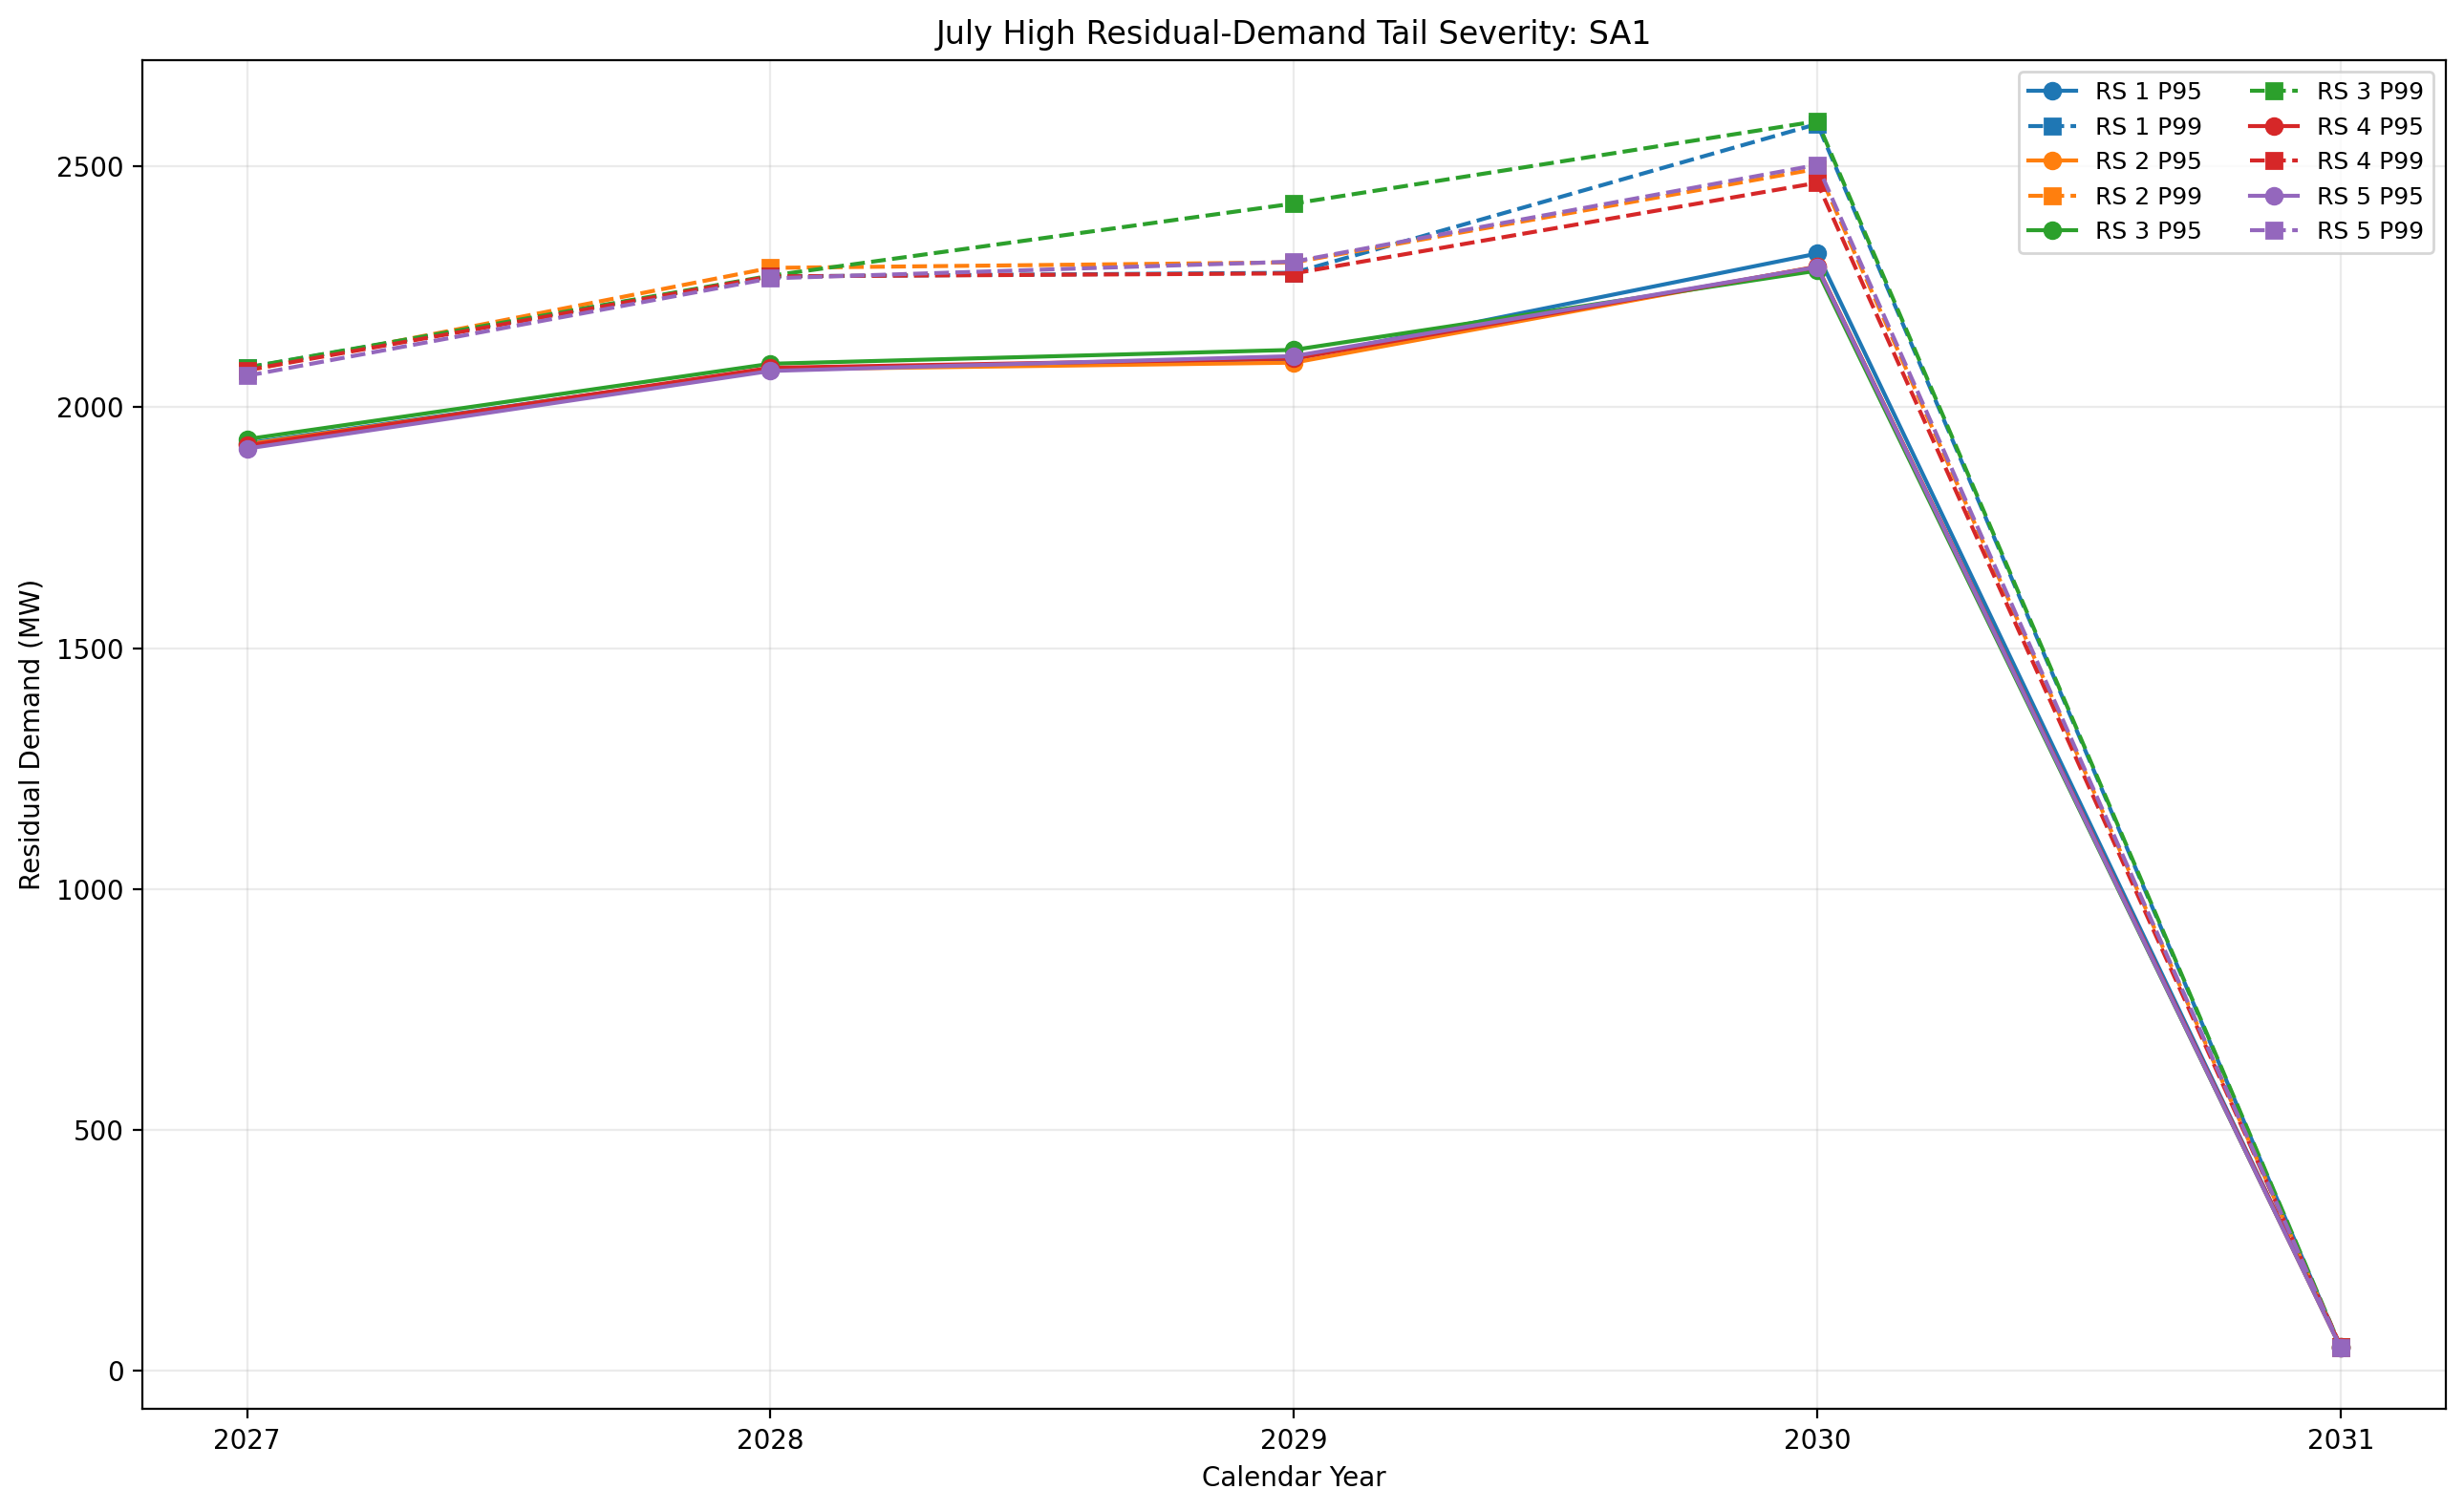 July High Residual-Demand Tail Severity: SA1
RS 1 P95
RS 1 P99
RS 2 P95
RS 2 P99
RS 3 P95
RS 3 P99
RS 4 P95
RS 4 P99
RS 5 P95
RS 5 P99
Residual Demand (MW)
2500
2000
1500
1000
500
0
2027
2028
2029
2030
2031
Calendar Year